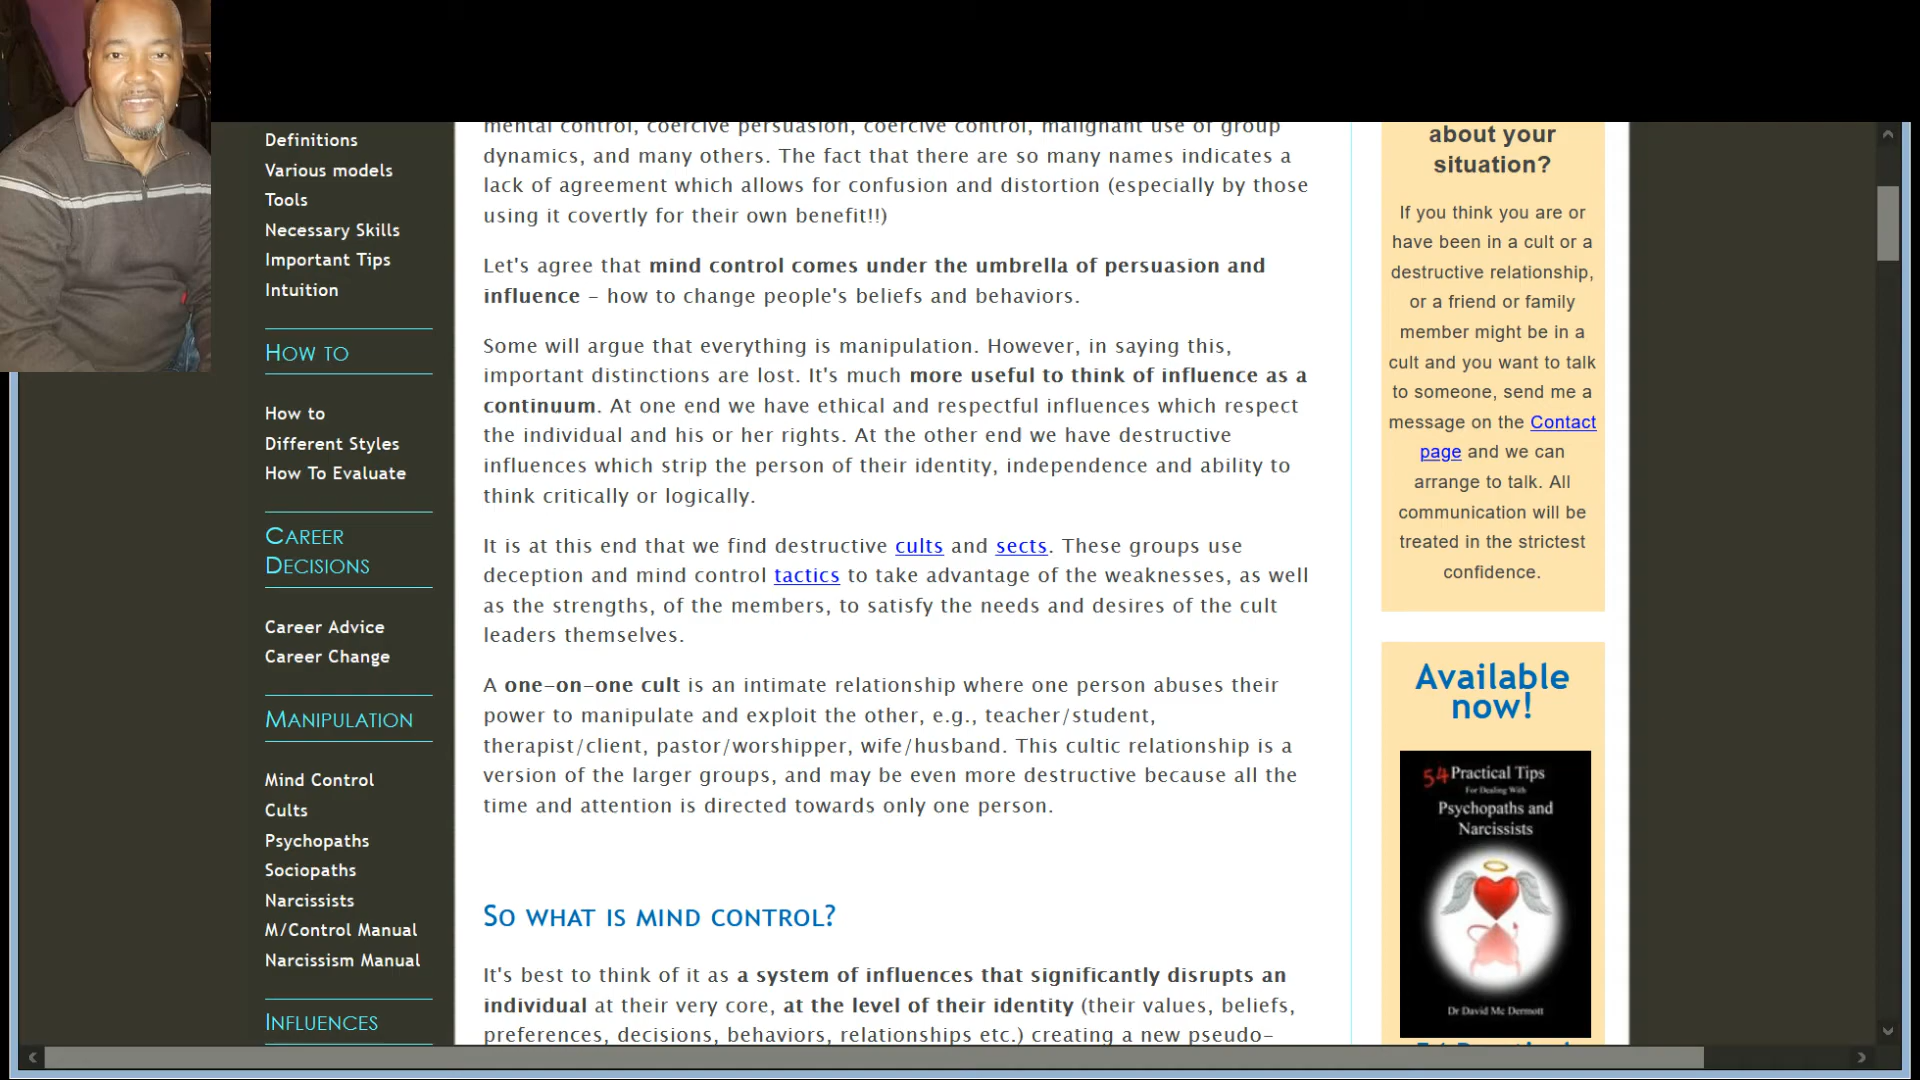 Definitions
Various models
Tools
Necessary Skills
Important Tips
Intuition
HOW TO
How to
Different Styles
How To Evaluate
CAREER
DECISIONS
Career Advice
Career Change
MANIPULATION
Mind Control
Cults
Psychopaths
Sociopaths
Narcissists
M/Control Manual
Narcissism Manual
INFLUENCES
mental control, coercive persuasion, coercive control, malignant use of group
dynamics, and many others. The fact that there are so many names indicates a
lack of agreement which allows for confusion and distortion (especially by those
using it covertly for their own benefit!!)
Let's agree that mind control comes under the umbrella of persuasion and
influence – how to change people's beliefs and behaviors.
Some will argue that everything is manipulation. However, in saying this,
important distinctions are lost. It's much more useful to think of influence as a
continuum. At one end we have ethical and respectful influences which respect
the individual and his or her rights. At the other end we have destructive
influences which strip the person of their identity, independence and ability to
think critically or logically.
It is at this end that we find destructive cults and sects. These groups use
deception and mind control tactics to take advantage of the weaknesses, as well
as the strengths, of the members, to satisfy the needs and desires of the cult
leaders themselves.
A one-on-one cult is an intimate relationship where one person abuses their
power to manipulate and exploit the other, e.g., teacher/student,
therapist/client, pastor/worshipper, wife/husband. This cultic relationship is a
version of the larger groups, and may be even more destructive because all the
time and attention is directed towards only one person.
SO WHAT IS MIND CONTROL?
It's best to think of it as a system of influences that significantly disrupts an
individual at their very core, at the level of their identity (their values, beliefs,
preferences, decisions, behaviors, relationships etc.) creating a new pseudo-
about your
situation?
If you think you are or
have been in a cult or a
destructive relationship,
or a friend or family
member might be in a
cult and you want to talk
to someone, send me a
message on the Contact
page and we can
arrange to talk. All
communication will be
treated in the strictest
confidence.
Available
now!
54 Practical Tips
For Dealing With
Psychopaths and
Narcissists
Dr David Mc Dermott